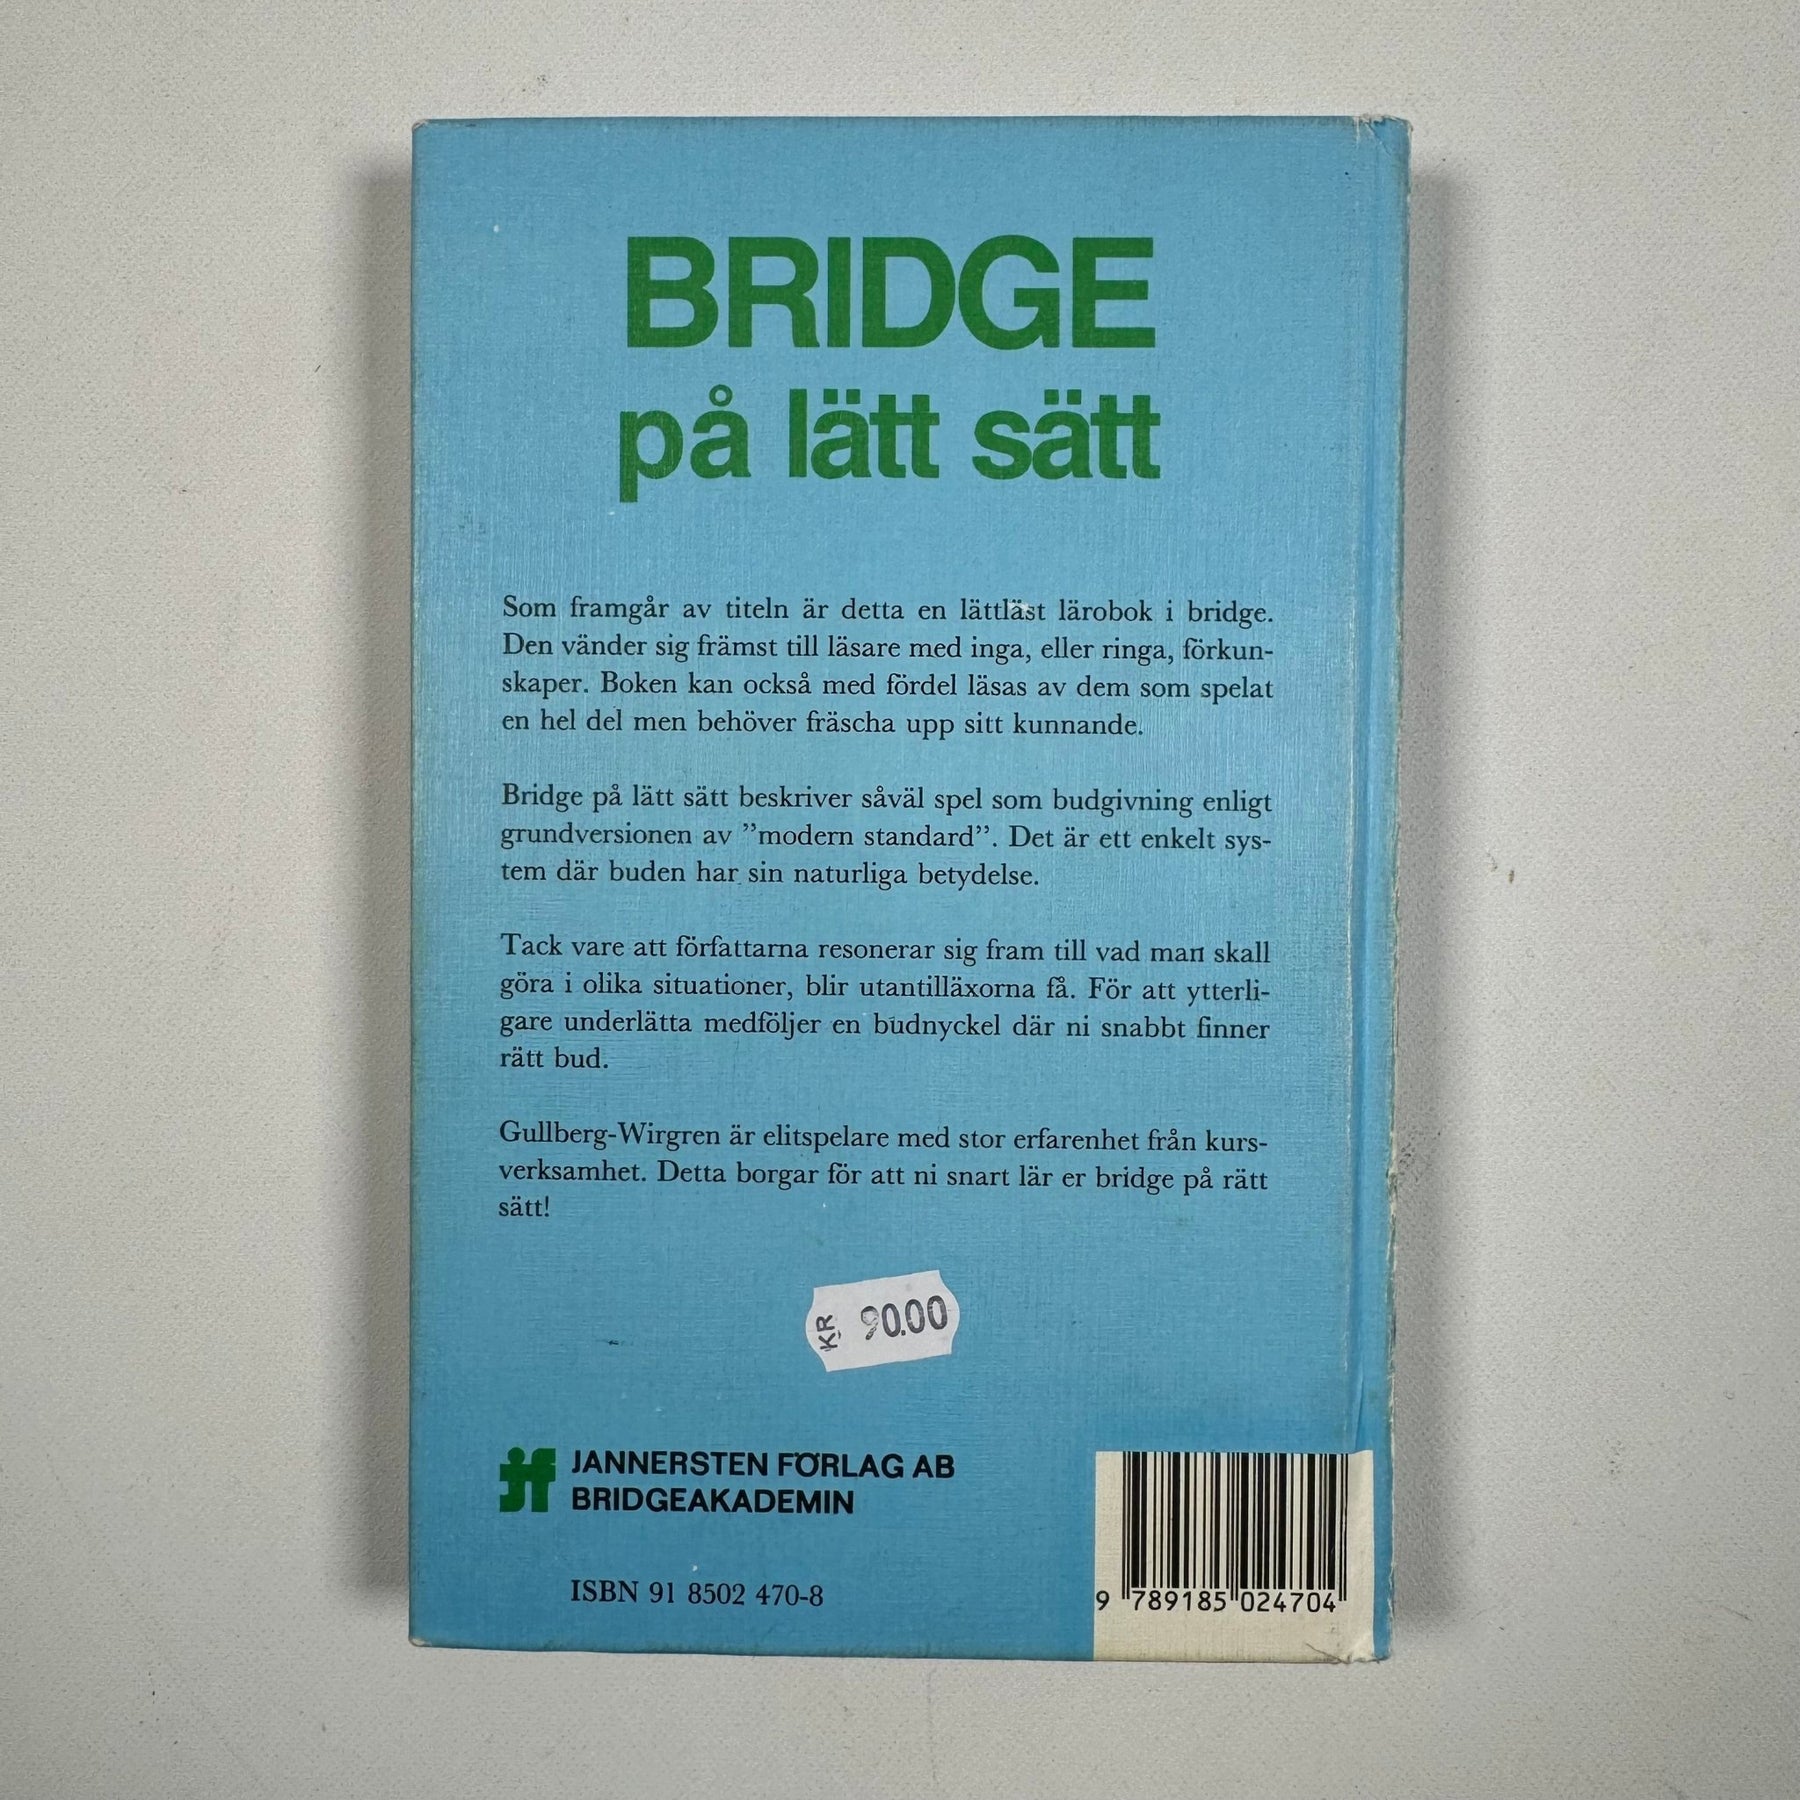 BRIDGE
på lätt sätt
Som framgår av titeln är detta en lättläst lärobok i bridge.
Den vänder sig främst till läsare med inga, eller ringa, förkun-
skaper. Boken kan också med fördel läsas av dem som spelat
en hel del men behöver fräscha upp sitt kunnande.
Bridge på lätt sätt beskriver såväl spel som budgivning enligt
grundversionen av ”modern standard”. Det är ett enkelt sys-
tem där buden har sin naturliga betydelse.
Tack vare att författarna resonerar sig fram till vad man skall
göra i olika situationer, blir utantilläxorna få. För att ytterli-
gare underlätta medföljer en budnyckel där ni snabbt finner
rätt bud.
Gullberg-Wirgren är elitspelare med stor erfarenhet från kurs-
verksamhet. Detta borgar för att ni snart lär er bridge på rätt
sätt!
KR 90.00
jf JANNERSTEN FÖRLAG AB
BRIDGEAKADEMIN
ISBN 91 8502 470-8
9 789185 024704